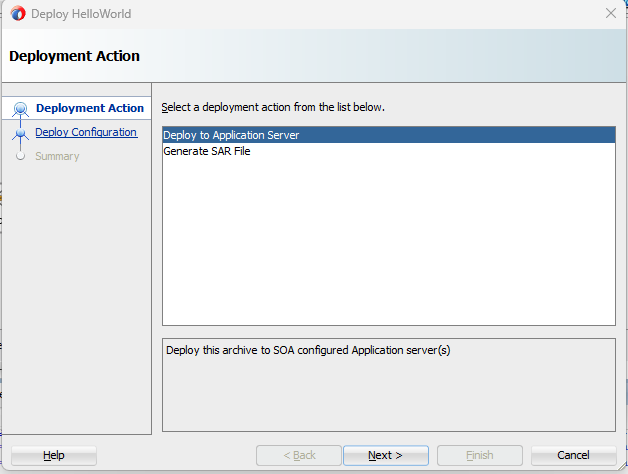 Deploy HelloWorld
Deployment Action
Deployment Action
Deploy Configuration
Summary
Select a deployment action from the list below.
Deploy to Application Server
Generate SAR File
Deploy this archive to SOA configured Application server(s)
Help
< Back
Next >
Finish
Cancel